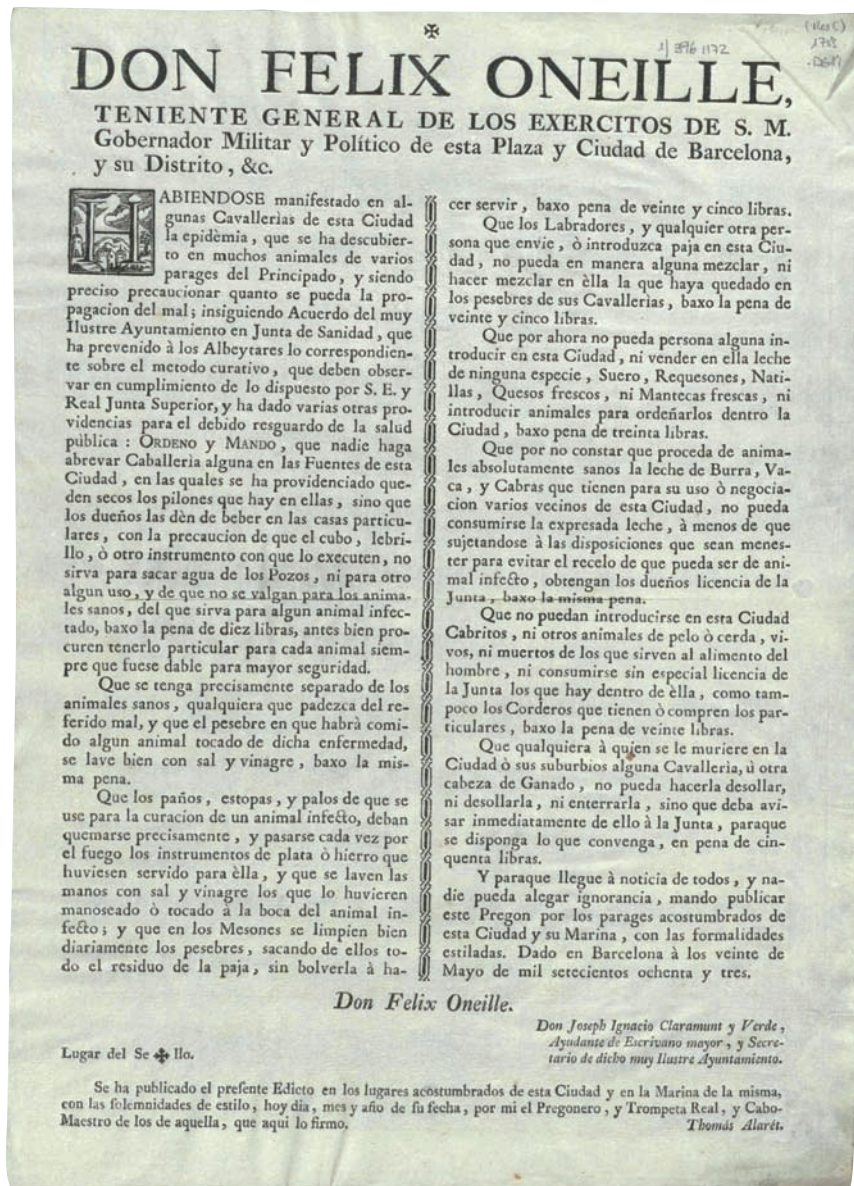 (Res C)
1) 896 1172
DON FELIX ONEILLE,
TENIENTE GENERAL DE LOS EXERCITOS DE S. M.
Gobernador Militar y Político de esta Plaza y Ciudad de Barcelona,
y su Distrito, &c.
HABIENDOSE manifestado en al-
gunas Cavallerias de esta Ciudad
la epidèmia, que se ha descubier-
to en muchos animales de varios
parages del Principado, y siendo
preciso precaucionar quanto se pueda la pro-
pagacion del mal; insiguiendo Acuerdo del muy
Ilustre Ayuntamiento en Junta de Sanidad, que
ha prevenido à los Albeytares lo correspondien-
te sobre el metodo curativo, que deben obser-
var en cumplimiento de lo dispuesto por S. E. y
Real Junta Superior, y ha dado varias otras pro-
videncias para el debido resguardo de la salud
pública : ORDENO y MANDO, que nadie haga
abrevar Caballeria alguna en las Fuentes de esta
Ciudad, en las quales se ha providenciado que-
den secos los pilones que hay en ellas, sino que
los dueños las dèn de beber en las casas particu-
lares, con la precaucion de que el cubo, lebri-
llo, ò otro instrumento con que lo executen, no
sirva para sacar agua de los Pozos, ni para otro
algun uso, y de que no se valgan para los anima-
les sanos, del que sirva para algun animal infec-
tado, baxo la pena de diez libras, antes bien pro-
curen tenerlo particular para cada animal siem-
pre que fuese dable para mayor seguridad.
Que se tenga precisamente separado de los
animales sanos, qualquiera que padezca del re-
ferido mal, y que el pesebre en que habrà comi-
do algun animal tocado de dicha enfermedad,
se lave bien con sal y vinagre, baxo la mis-
ma pena.
Que los paños, estopas, y palos de que se
use para la curacion de un animal infecto, deban
quemarse precisamente, y pasarse cada vez por
el fuego los instrumentos de plata ò hierro que
huviesen servido para èlla, y que se laven las
manos con sal y vinagre los que lo huvieren
manoseado ò tocado à la boca del animal in-
fecto; y que en los Mesones se limpien bien
diariamente los pesebres, sacando de ellos to-
do el residuo de la paja, sin bolverla à ha-
cer servir, baxo pena de veinte y cinco libras.
Que los Labradores, y qualquier otra per-
sona que envie, ò introduzca paja en esta Ciu-
dad, no pueda en manera alguna mezclar, ni
hacer mezclar en èlla la que haya quedado en
los pesebres de sus Cavallerias, baxo la pena de
veinte y cinco libras.
Que por ahora no pueda persona alguna in-
troducir en esta Ciudad, ni vender en ella leche
de ninguna especie, Suero, Requesones, Nati-
llas, Quesos frescos, ni Mantecas frescas, ni
introducir animales para ordeñarlos dentro la
Ciudad, baxo pena de treinta libras.
Que por no constar que proceda de anima-
les absolutamente sanos la leche de Burra, Va-
ca, y Cabras que tienen para su uso ò negocia-
cion varios vecinos de esta Ciudad, no pueda
consumirse la expresada leche, à menos de que
sujetandose à las disposiciones que sean menes-
ter para evitar el recelo de que pueda ser de ani-
mal infecto, obtengan los dueños licencia de la
Junta, baxo la misma pena.
Que no puedan introducirse en esta Ciudad
Cabritos, ni otros animales de pelo ò cerda, vi-
vos, ni muertos de los que sirven al alimento del
hombre, ni consumirse sin especial licencia de
la Junta los que hay dentro de èlla, como tam-
poco los Corderos que tienen ò compren los par-
ticulares, baxo la pena de veinte libras.
Que qualquiera à quien se le muriere en la
Ciudad ò sus suburbios alguna Cavalleria, ù otra
cabeza de Ganado, no pueda hacerla desollar,
ni desollarla, ni enterrarla, sino que deba avi-
sar inmediatamente de ello à la Junta, paraque
se disponga lo que convenga, en pena de cin-
quenta libras.
Y paraque llegue à noticia de todos, y na-
die pueda alegar ignorancia, mando publicar
este Pregon por los parages acostumbrados de
esta Ciudad y su Marina, con las formalidades
estiladas. Dado en Barcelona à los veinte de
Mayo de mil setecientos ochenta y tres.
Don Felix Oneille.
Don Joseph Ignacio Claramunt y Verde,
Ayudante de Escrivano mayor, y Secre-
tario de dicho muy Ilustre Ayuntamiento.
Lugar del Se ✠ llo.
Se ha publicado el presente Edicto en los lugares acostumbrados de esta Ciudad y en la Marina de la misma,
con las solemnidades de estilo, hoy dia, mes y año de su fecha, por mi el Pregonero, y Trompeta Real, y Cabo-
Maestro de los de aquella, que aqui lo firmo.
Thomás Alarét.